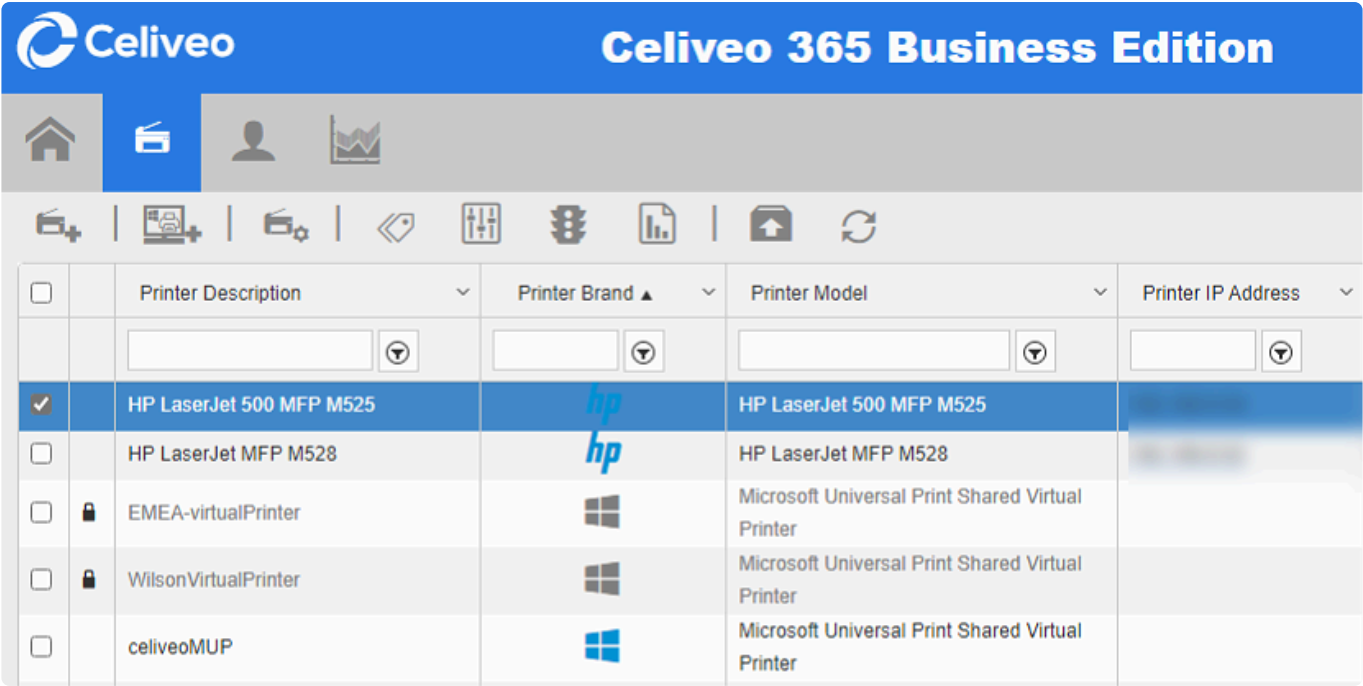 Celiveo
Celiveo 365 Business Edition
Printer Description Printer Brand ▲ Printer Model Printer IP Address
HP LaserJet 500 MFP M525 hp HP LaserJet 500 MFP M525
HP LaserJet MFP M528 hp HP LaserJet MFP M528
EMEA-virtualPrinter Microsoft Universal Print Shared Virtual
Printer
WilsonVirtualPrinter Microsoft Universal Print Shared Virtual
Printer
celiveoMUP Microsoft Universal Print Shared Virtual
Printer